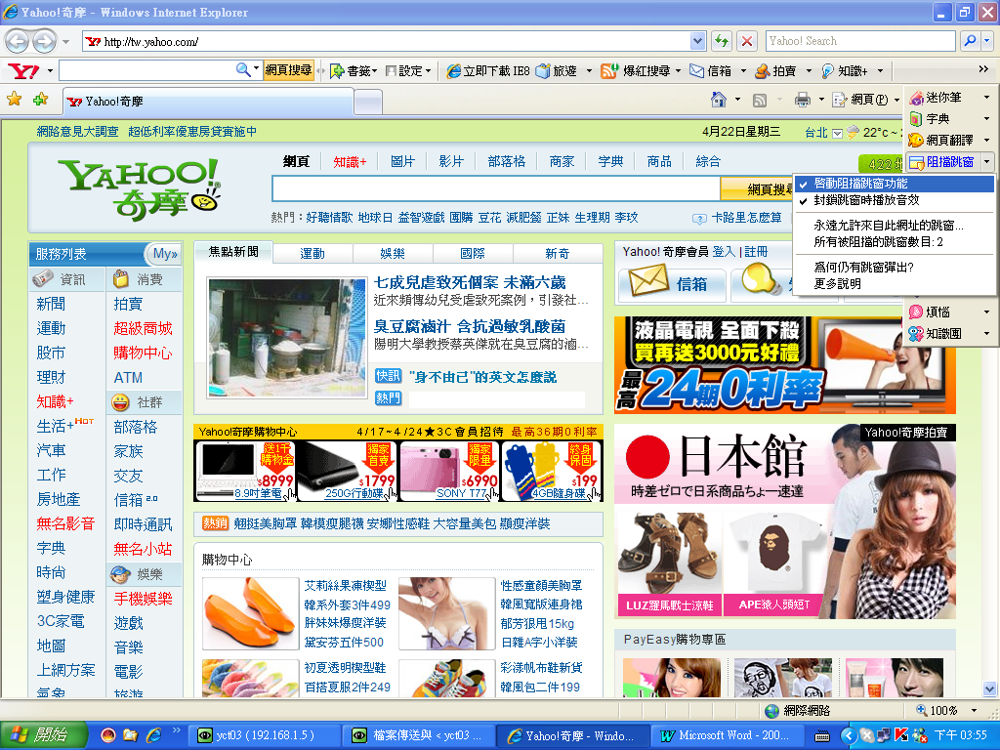 Yahoo!奇摩 - Windows Internet Explorer
http://tw.yahoo.com/
Yahoo! Search
Y!
網頁搜尋
書籤
設定
立即下載 IE8
旅遊
爆紅搜尋
信箱
拍賣
知識+
Yahoo!奇摩
網頁(P)
迷你筆
字典
網頁翻譯
阻擋跳窗
啓動阻擋跳窗功能
封鎖跳窗時播放音效
永遠允許來自此網址的跳窗...
所有被阻擋的跳窗數目: 2
爲何仍有跳窗彈出?
更多說明
煩惱
知識團
網路意見大調查 超低利率優惠房貸實施中
4月22日星期三
台北
22°c ~
YAHOO!
奇摩
網頁 知識+ 圖片 影片 部落格 商家 字典 商品 綜合
網頁搜尋
熱門：好聽情歌 地球日 益智遊戲 團購 豆花 減肥餐 正妹 生理期 李玟
卡路里怎麼算
服務列表
My»
資訊
新聞
運動
股市
理財
知識+
生活+HOT
汽車
工作
房地產
無名影音
字典
時尚
塑身健康
3C家電
地圖
上網方案
氣象
消費
拍賣
超級商城
購物中心
ATM
社群
部落格
家族
交友
信箱2.0
即時通訊
無名小站
娛樂
手機娛樂
遊戲
音樂
電影
旅遊
焦點新聞 運動 娛樂 國際 新奇
七成兒虐致死個案 未滿六歲
近來頻傳幼兒受虐致死案例，引發社...
臭豆腐滷汁 含抗過敏乳酸菌
陽明大學教授蔡英傑就在臭豆腐的滷...
快訊 "身不由己"的英文怎麼說
熱門
Yahoo!奇摩購物中心
4/17~4/24★3C會員招待 最高36期0利率
送1千購物金
$8999
8.9吋筆電
獨家首賣
$1799
250G行動碟
獨家限量
$6990
SONY T77
終身保固
$199
4GB隨身碟
熱銷 翹挺美胸罩 韓模瘦腿襪 安娜性感鞋 大容量美包 顯瘦洋裝
購物中心
艾莉絲果凍楔型
韓系外套3件499
胖妹妹爆瘦洋裝
黛安芬五件500
性感童顏美胸罩
韓風寬版連身裙
郁芳狠甩15kg
日雜A字小洋裝
初夏透明楔型鞋
百搭夏服2件249
彩漾帆布鞋新貨
韓風包二件199
Yahoo! 奇摩會員 登入 | 註冊
信箱
液晶電視 全面下殺
買再送3000元好禮
最高24期0利率
Yahoo!奇摩拍賣
日本館
時差ゼロで日系商品ちょー速達
LUZ羅馬戰士涼鞋
APE猿人頭短T
PayEasy購物專區
網際網路
100%
開始
yct03 ( 192.168.1.5 )
檔案傳送與 < yct03 ...
Yahoo!奇摩 - Windo...
Microsoft Word - 200...
下午 03:55